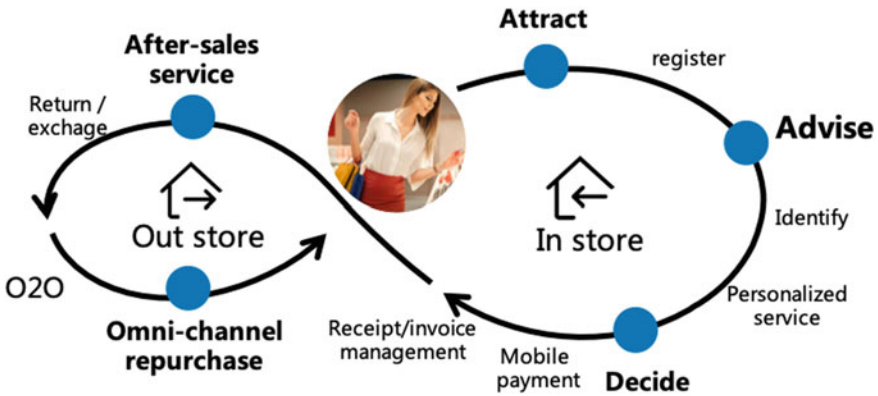 Attract
register
Advise
Identify
Personalized
service
Decide
Mobile
payment
In store
Receipt/invoice
management
After-sales
service
Return /
exchage
Out store
O2O
Omni-channel
repurchase